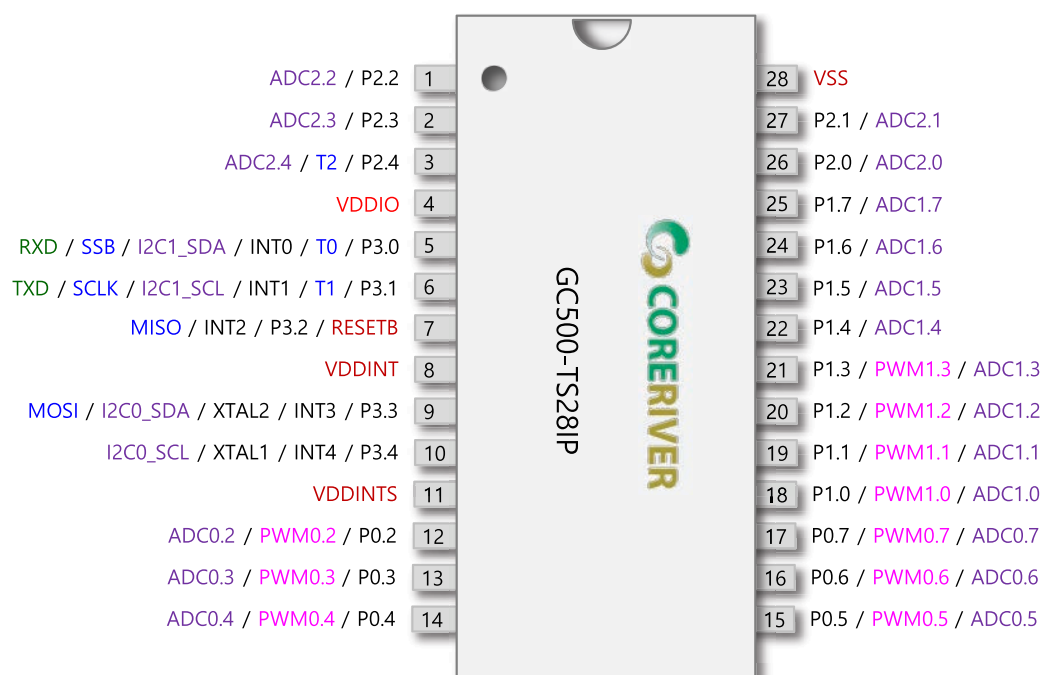 ADC2.2 / P2.2 1 28 VSS
ADC2.3 / P2.3 2 27 P2.1 / ADC2.1
ADC2.4 / T2 / P2.4 3 26 P2.0 / ADC2.0
VDDIO 4 25 P1.7 / ADC1.7
RXD / SSB / I2C1_SDA / INT0 / T0 / P3.0 5 24 P1.6 / ADC1.6
TXD / SCLK / I2C1_SCL / INT1 / T1 / P3.1 6 23 P1.5 / ADC1.5
MISO / INT2 / P3.2 / RESETB 7 22 P1.4 / ADC1.4
VDDINT 8 21 P1.3 / PWM1.3 / ADC1.3
MOSI / I2C0_SDA / XTAL2 / INT3 / P3.3 9 20 P1.2 / PWM1.2 / ADC1.2
I2C0_SCL / XTAL1 / INT4 / P3.4 10 19 P1.1 / PWM1.1 / ADC1.1
VDDINTS 11 18 P1.0 / PWM1.0 / ADC1.0
ADC0.2 / PWM0.2 / P0.2 12 17 P0.7 / PWM0.7 / ADC0.7
ADC0.3 / PWM0.3 / P0.3 13 16 P0.6 / PWM0.6 / ADC0.6
ADC0.4 / PWM0.4 / P0.4 14 15 P0.5 / PWM0.5 / ADC0.5
GC500-TS28IP
CORERIVER